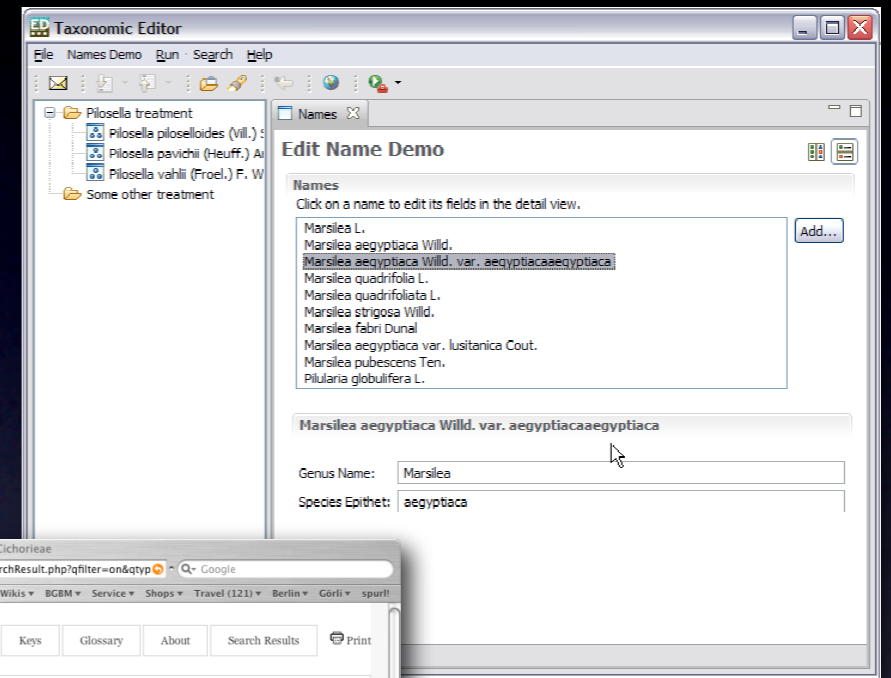 Taxonomic Editor
File Names Demo Run Search Help
Pilosella treatment
Pilosella piloselloides (Vill.)
Pilosella pavichii (Heuff.)
Pilosella vahlii (Froel.) F. W
Some other treatment
Names
Edit Name Demo
Names
Click on a name to edit its fields in the detail view.
Marsilea L.
Marsilea aegyptiaca Willd.
Marsilea aegyptiaca Willd. var. aegyptiacaaegyptiaca
Marsilea quadrifolia L.
Marsilea quadrifoliata L.
Marsilea strigosa Willd.
Marsilea fabri Dunal
Marsilea aegyptiaca var. lusitanica Cout.
Marsilea pubescens Ten.
Pilularia globulifera L.
Add...
Marsilea aegyptiaca Willd. var. aegyptiacaaegyptiaca
Genus Name: Marsilea
Species Epithet: aegyptiaca
Cichorieae
rchResult.php?qfilter=on&qtyp Google
Wikis BGBM Service Shops Travel (121) Berlin Görli spurl!
Keys Glossary About Search Results Print